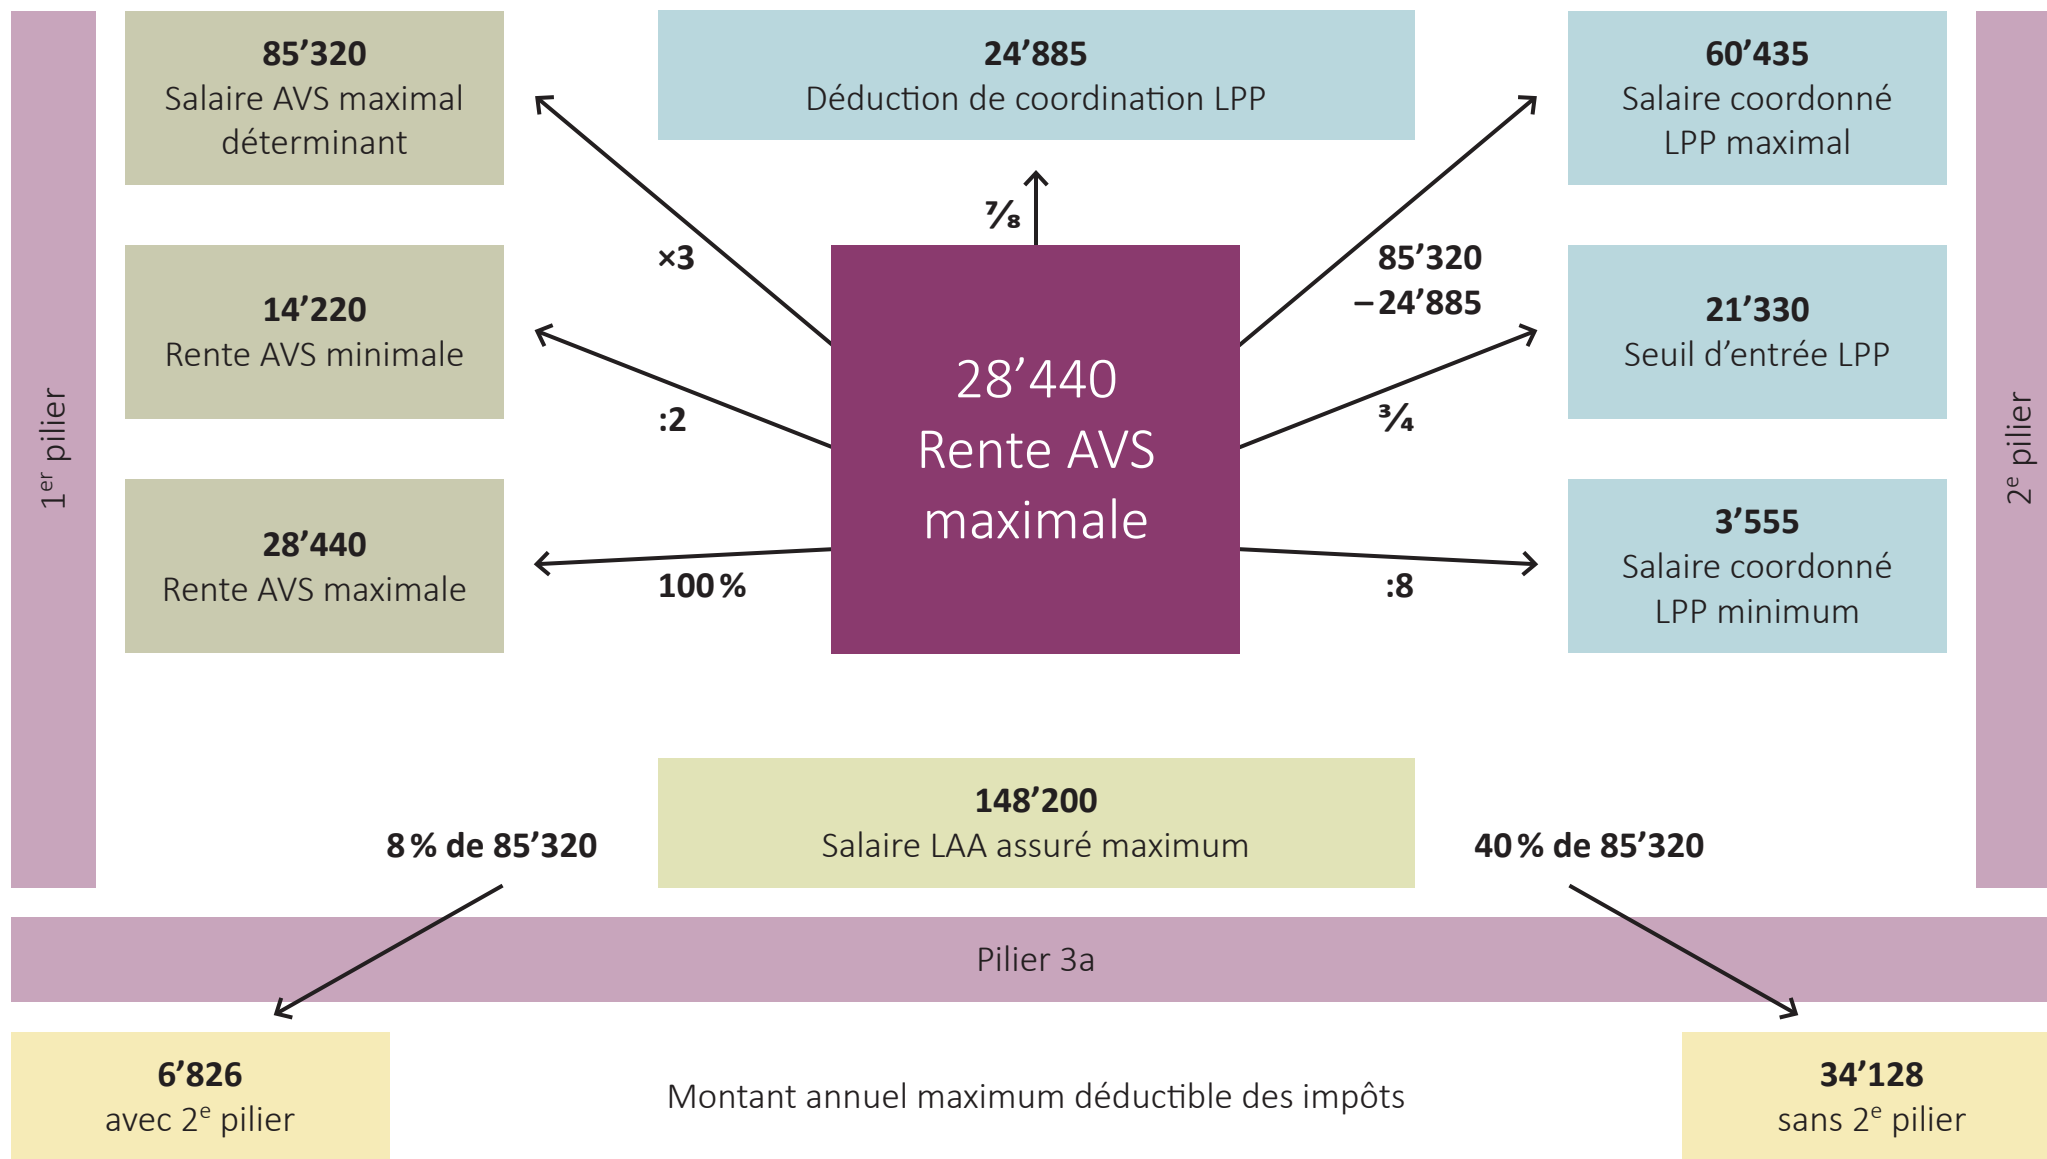 1er pilier
85’320
Salaire AVS maximal
déterminant
24’885
Déduction de coordination LPP
60’435
Salaire coordonné
LPP maximal
2e pilier
⅞
×3
85’320
– 24’885
14’220
Rente AVS minimale
21’330
Seuil d’entrée LPP
28’440
Rente AVS
maximale
:2
¾
28’440
Rente AVS maximale
3’555
Salaire coordonné
LPP minimum
100 %
:8
148’200
Salaire LAA assuré maximum
8 % de 85’320
40 % de 85’320
Pilier 3a
6’826
avec 2e pilier
Montant annuel maximum déductible des impôts
34’128
sans 2e pilier